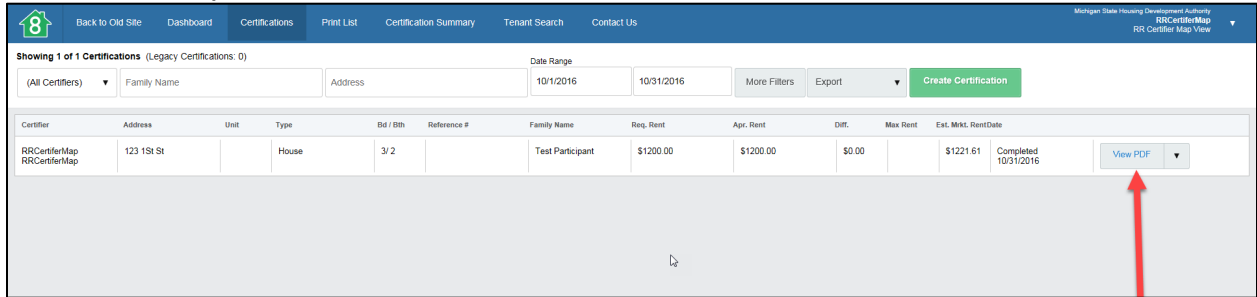 Michigan State Housing Development Authority
8 Back to Old Site Dashboard Certifications Print List Certification Summary Tenant Search Contact Us RRCertiferMap
RR Certifier Map View
Showing 1 of 1 Certifications (Legacy Certifications: 0) Date Range
(All Certifiers) Family Name Address 10/1/2016 10/31/2016 More Filters Export Create Certification
Certifier Address Unit Type Bd / Bth Reference # Family Name Req. Rent Apr. Rent Diff. Max Rent Est. Mrkt. RentDate
RRCertiferMap 123 1St St House 3/ 2 Test Participant $1200.00 $1200.00 $0.00 $1221.61 Completed View PDF
RRCertiferMap 10/31/2016